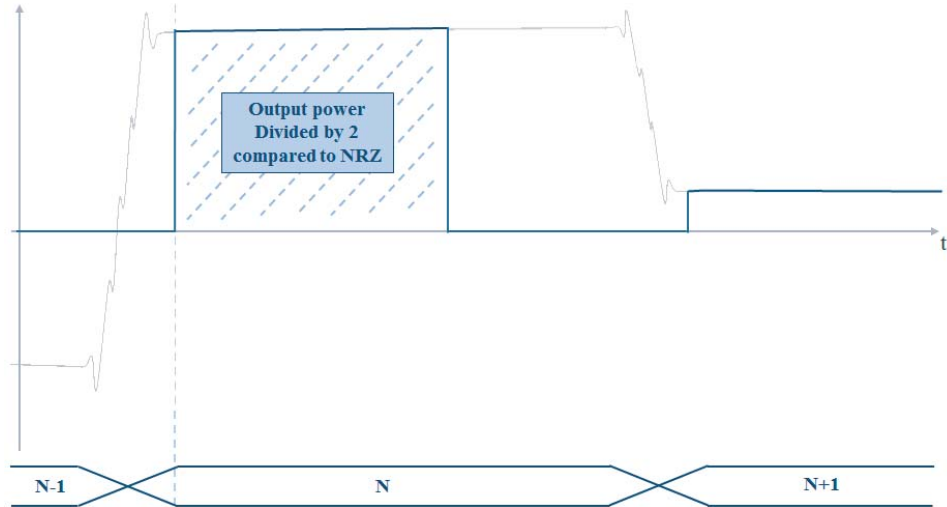 Output power
Divided by 2
compared to NRZ
t
N-1
N
N+1